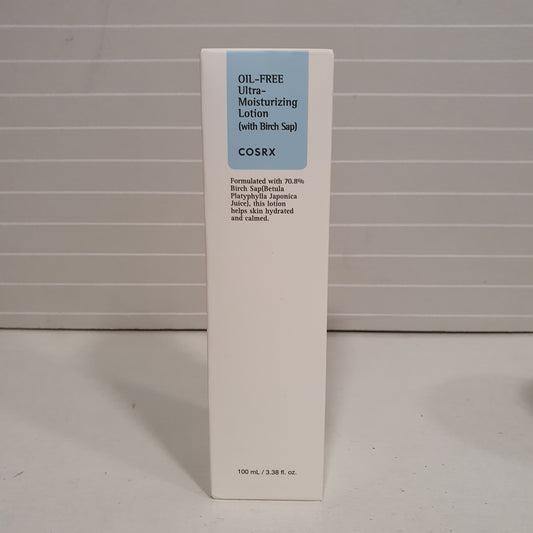 OIL-FREE
Ultra-
Moisturizing
Lotion
(with Birch Sap)
COSRX
Formulated with 70.8%
Birch Sap(Betula
Platyphylla Japonica
Juice), this lotion
helps skin hydrated
and calmed.
100 mL / 3.38 fl. oz.